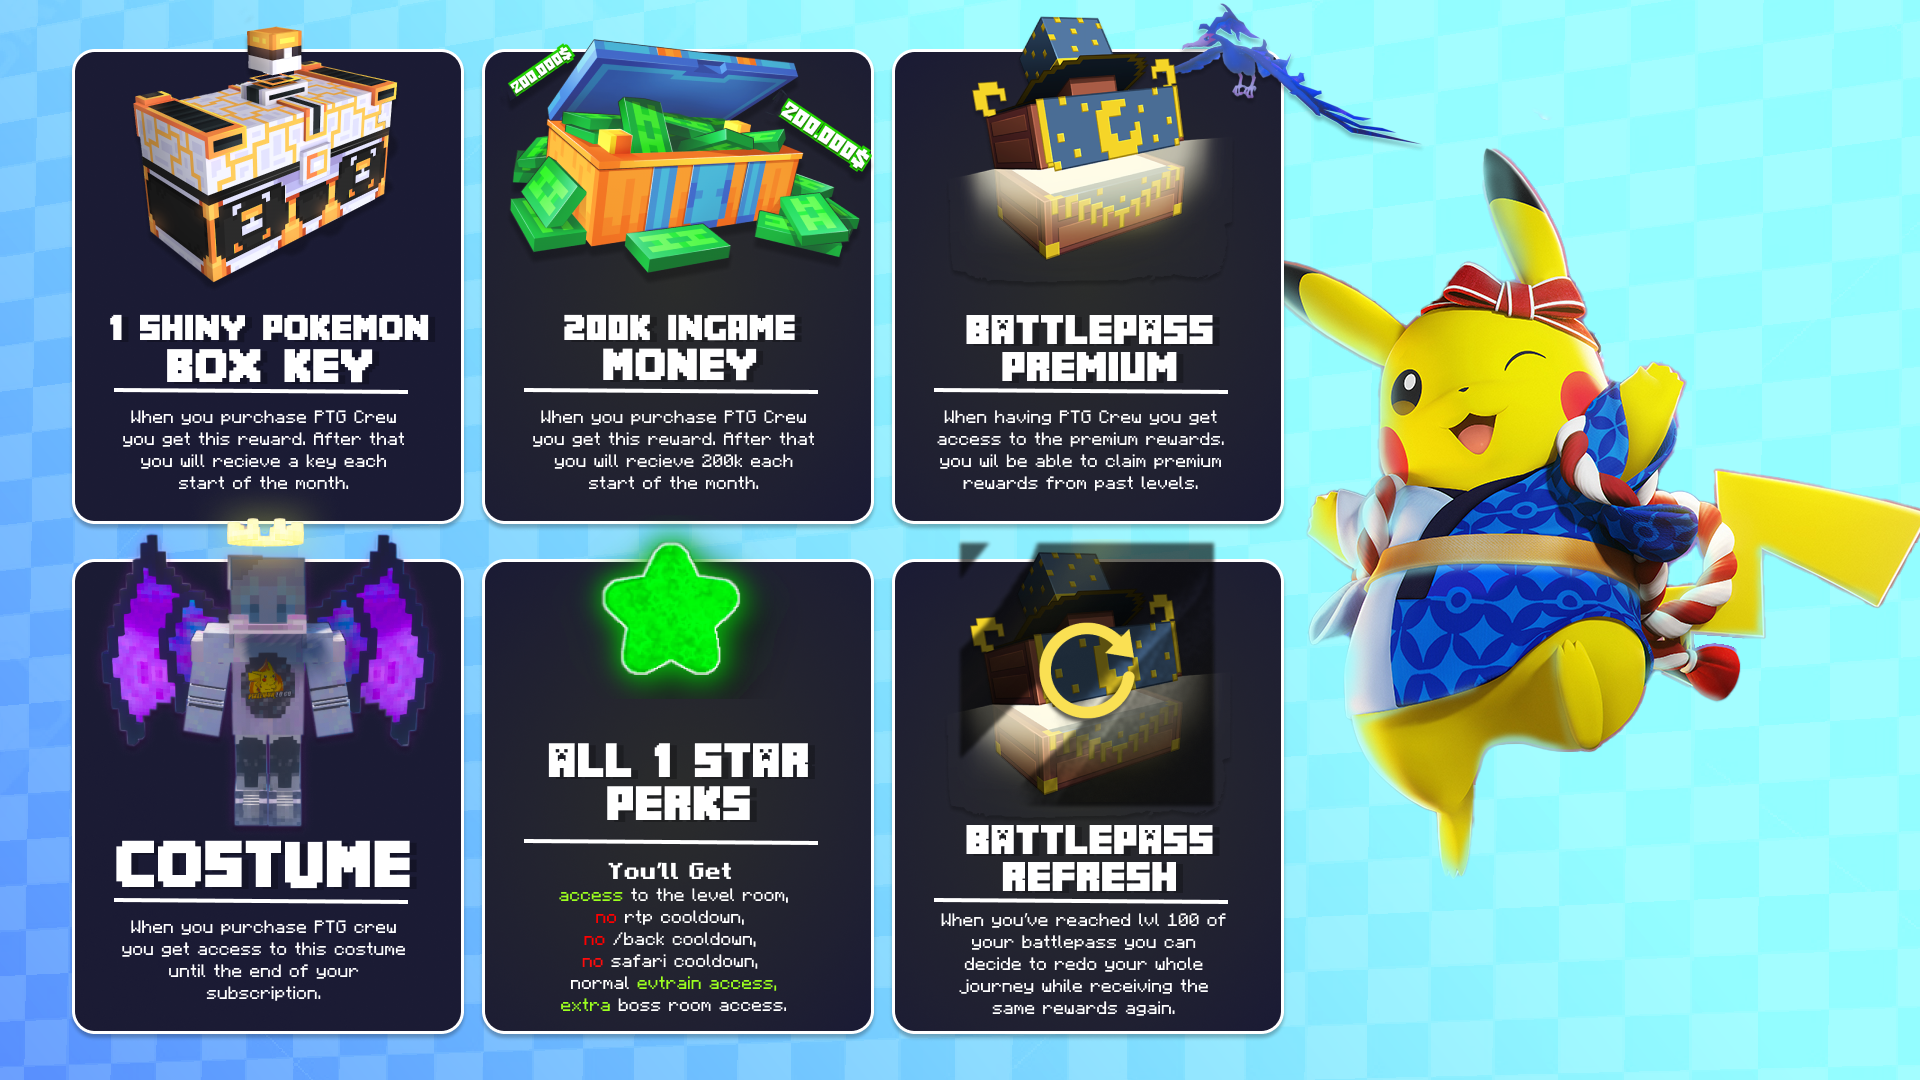 1 SHINY POKEMON
BOX KEY
When you purchase PTG Crew
you get this reward. After that
you will recieve a key each
start of the month.
200.000$
200.000$
200K INGAME
MONEY
When you purchase PTG Crew
you get this reward. After that
you will recieve 200k each
start of the month.
BATTLEPASS
PREMIUM
When having PTG Crew you get
access to the premium rewards.
you wil be able to claim premium
rewards from past levels.
COSTUME
When you purchase PTG crew
you get access to this costume
until the end of your
subscription.
ALL 1 STAR
PERKS
You'll Get
access to the level room,
no rtp cooldown,
no /back cooldown,
no safari cooldown,
normal evtrain access,
extra boss room access.
BATTLEPASS
REFRESH
When you've reached lvl 100 of
your battlepass you can
decide to redo your whole
journey while receiving the
same rewards again.